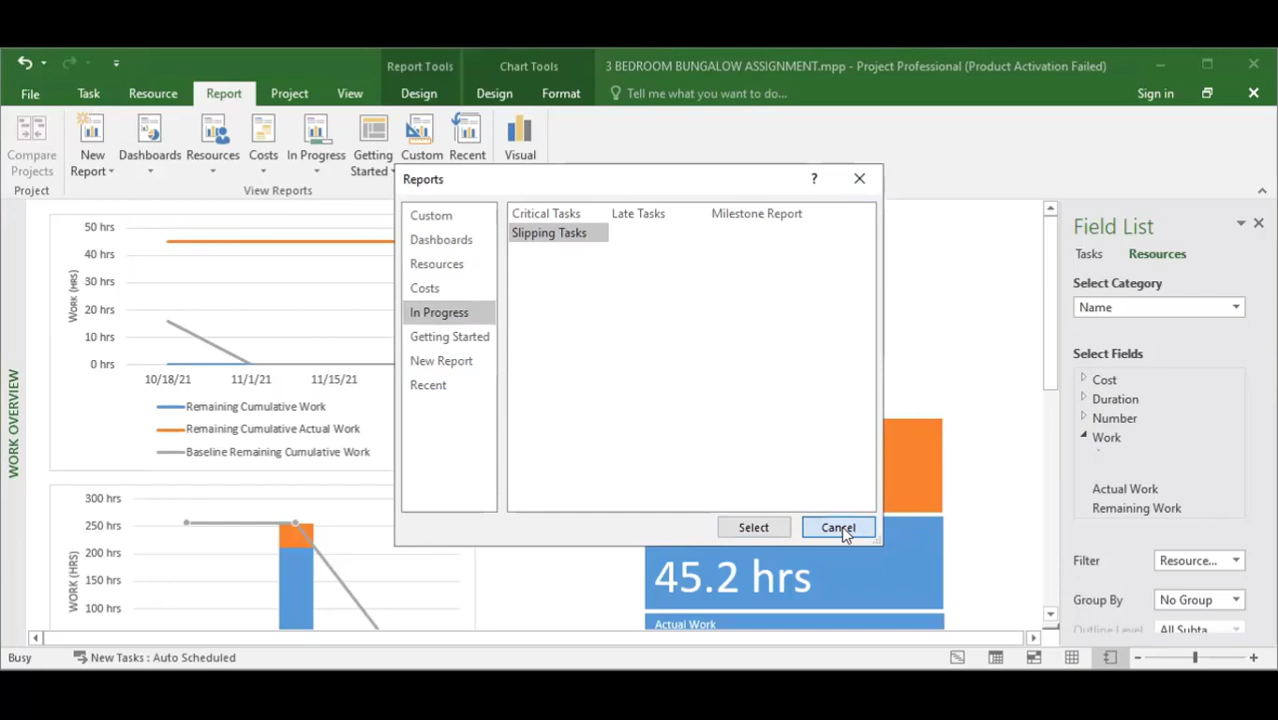 Report Tools
Chart Tools
3 BEDROOM BUNGALOW ASSIGNMENT.mpp - Project Professional (Product Activation Failed)
File Task Resource Report Project View Design Design Format Tell me what you want to do... Sign in
Compare Projects
New Report
Dashboards
Resources
Costs
In Progress
Getting Started
Custom
Recent
Visual
Project
View Reports
Reports
?
Custom
Dashboards
Resources
Costs
In Progress
Getting Started
New Report
Recent
Critical Tasks Late Tasks Milestone Report
Slipping Tasks
Select
Cancel
WORK OVERVIEW
50 hrs
40 hrs
30 hrs
20 hrs
10 hrs
0 hrs
WORK (HRS)
10/18/21 11/1/21 11/15/21
Remaining Cumulative Work
Remaining Cumulative Actual Work
Baseline Remaining Cumulative Work
300 hrs
250 hrs
200 hrs
150 hrs
100 hrs
WORK (HRS)
45.2 hrs
Actual Work
Field List
Tasks Resources
Select Category
Name
Select Fields
Cost
Duration
Number
Work
Actual Work
Remaining Work
Filter Resource...
Group By No Group
Outline Level All Subta
Busy New Tasks : Auto Scheduled